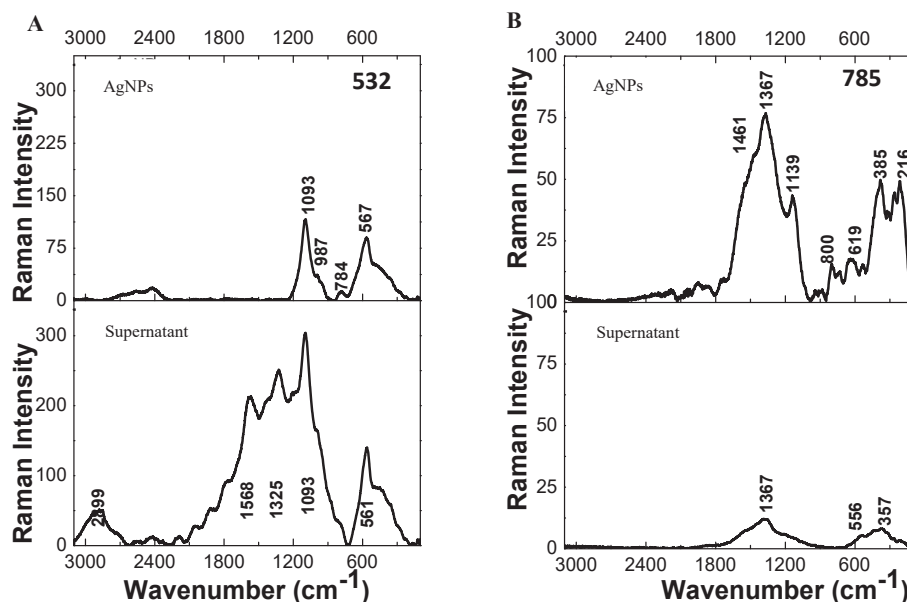 A
3000 2400 1800 1200 600
AgNPs
532
Raman Intensity
300
225
150
75
0
1093
987
784
567
Supernatant
Raman Intensity
300
200
100
0
2899
1568
1325
1093
561
3000 2400 1800 1200 600
Wavenumber (cm-1)
B
3000 2400 1800 1200 600
AgNPs
785
Raman Intensity
100
75
50
25
100
1461
1367
1139
800
619
385
216
Supernatant
Raman Intensity
75
50
25
0
1367
556
357
3000 2400 1800 1200 600
Wavenumber (cm-1)